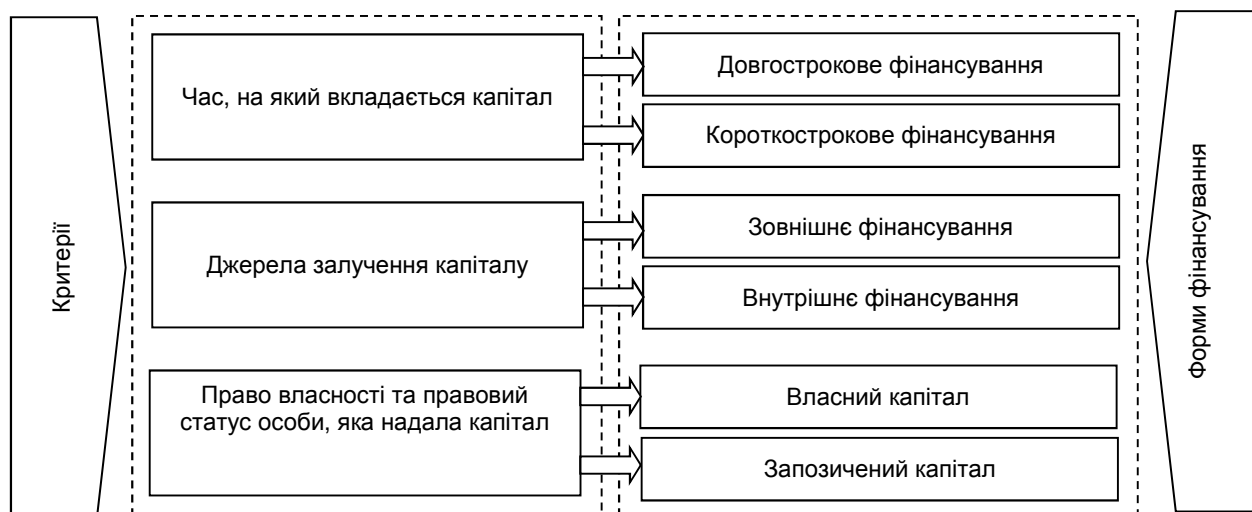 Критерії
Час, на який вкладається капітал
Довгострокове фінансування
Короткострокове фінансування
Джерела залучення капіталу
Зовнішнє фінансування
Внутрішнє фінансування
Право власності та правовий
статус особи, яка надала капітал
Власний капітал
Запозичений капітал
Форми фінансування